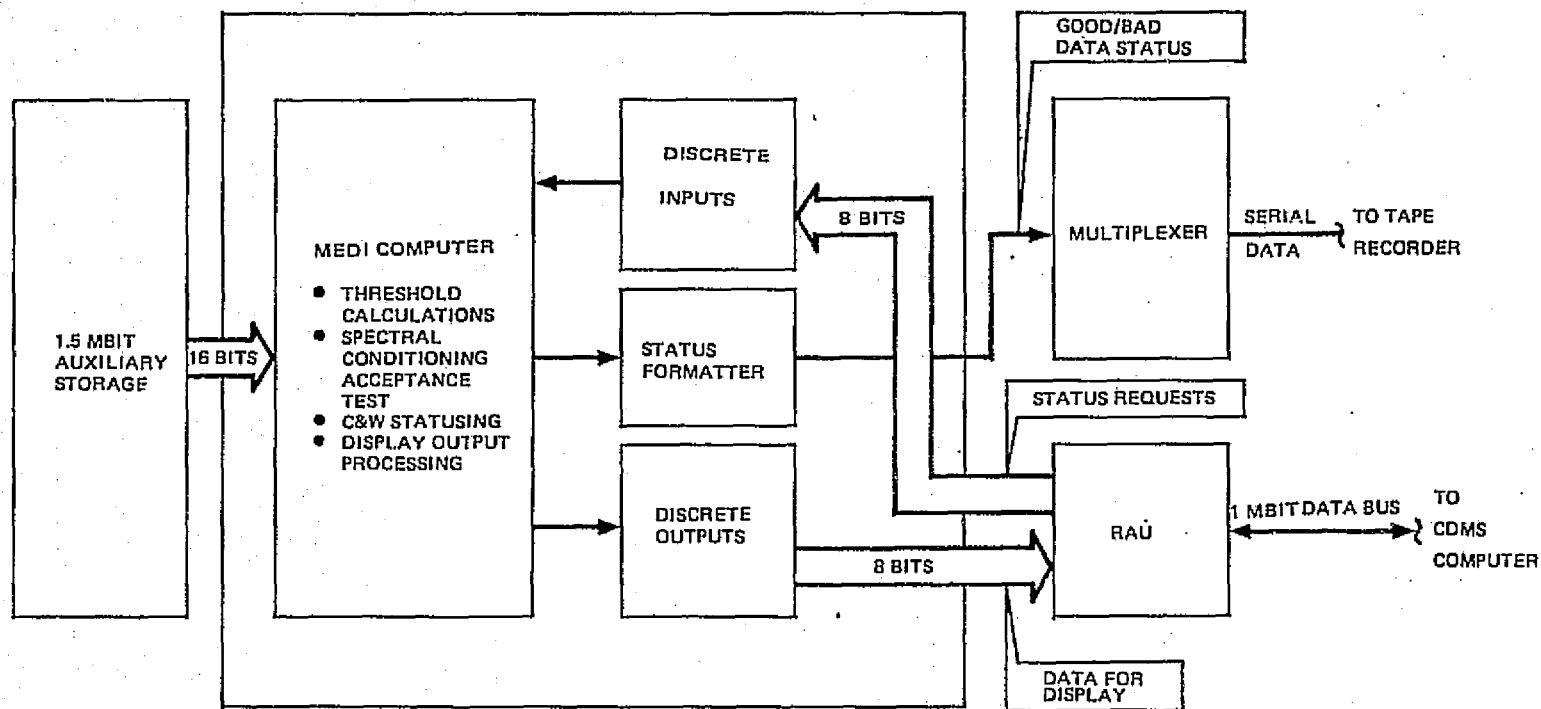 GOOD/BAD
DATA STATUS
1.5 MBIT
AUXILIARY
STORAGE
16 BITS
MEDI COMPUTER
● THRESHOLD
CALCULATIONS
● SPECTRAL
CONDITIONING
ACCEPTANCE
TEST
● C&W STATUSING
● DISPLAY OUTPUT
PROCESSING
DISCRETE
INPUTS
8 BITS
STATUS
FORMATTER
DISCRETE
OUTPUTS
8 BITS
MULTIPLEXER
SERIAL
DATA
TO TAPE
RECORDER
STATUS REQUESTS
RAU
1 MBIT DATA BUS
TO
CDMS
COMPUTER
DATA FOR
DISPLAY